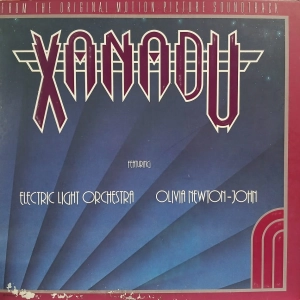 FROM THE ORIGINAL MOTION PICTURE SOUNDTRACK
XANADU
FEATURING
ELECTRIC LIGHT ORCHESTRA OLIVIA NEWTON-JOHN